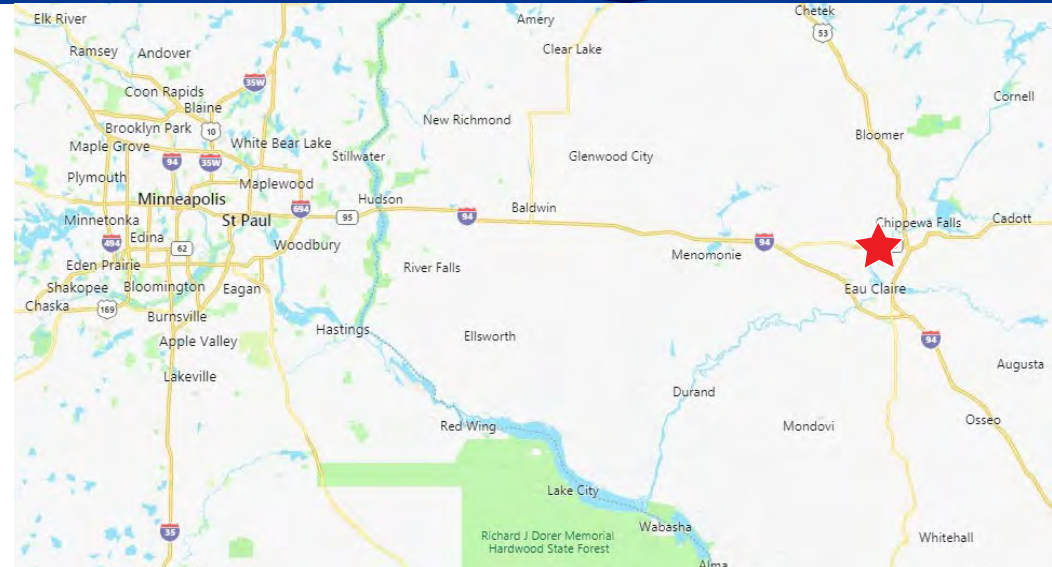 Elk River
Amery
Chetek
Ramsey
Andover
Clear Lake
53
35W
Coon Rapids
Cornell
Blaine
New Richmond
Brooklyn Park
10
Bloomer
Maple Grove
White Bear Lake
94
35W
Stillwater
Glenwood City
Plymouth
Maplewood
Minneapolis
Hudson
694
95
94
Baldwin
Minnetonka
St Paul
Chippewa Falls
Cadott
494
Edina
62
Woodbury
94
Menomonie
Eden Prairie
River Falls
Shakopee
Bloomington
Eagan
Eau Claire
Chaska
169
Burnsville
Hastings
Ellsworth
94
Apple Valley
Augusta
Lakeville
Durand
Red Wing
Mondovi
Osseo
Lake City
Wabasha
35
Richard J Dorer Memorial
Hardwood State Forest
Whitehall
Alma